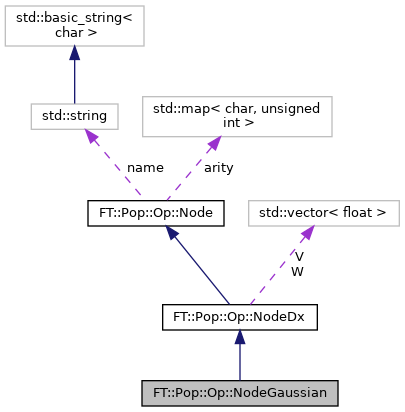 std::basic_string<
char >
std::string
std::map< char, unsigned
int >
name
arity
FT::Pop::Op::Node
std::vector< float >
V
W
FT::Pop::Op::NodeDx
FT::Pop::Op::NodeGaussian